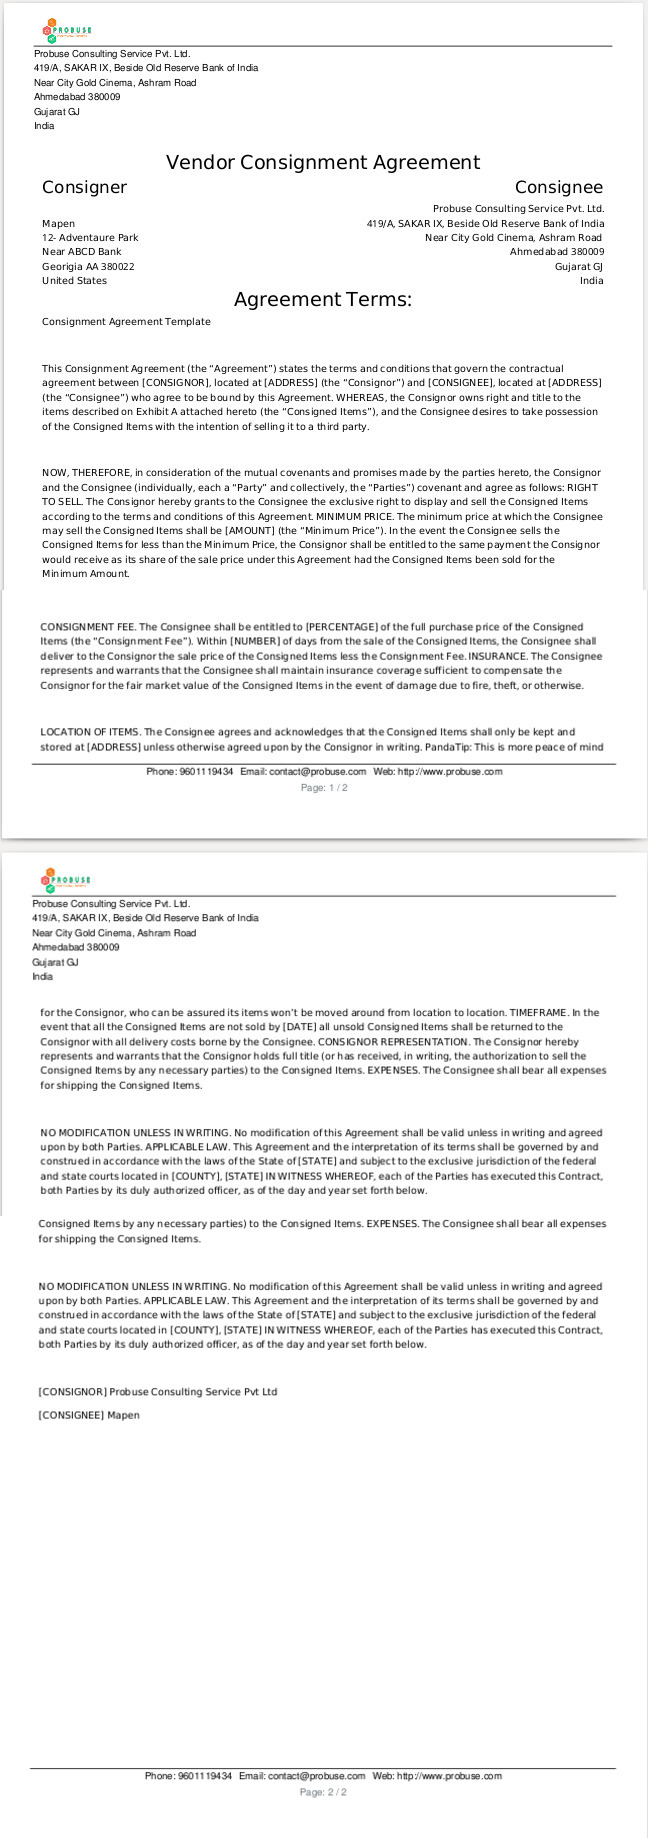 PROBUSE
Probuse Consulting Service Pvt. Ltd.
419/A, SAKAR IX, Beside Old Reserve Bank of India
Near City Gold Cinema, Ashram Road
Ahmedabad 380009
Gujarat GJ
India
Vendor Consignment Agreement
Consigner
Consignee
Probuse Consulting Service Pvt. Ltd.
Mapen
419/A, SAKAR IX, Beside Old Reserve Bank of India
12- Adventaure Park
Near City Gold Cinema, Ashram Road
Near ABCD Bank
Ahmedabad 380009
Georigia AA 380022
Gujarat GJ
United States
India
Agreement Terms:
Consignment Agreement Template
This Consignment Agreement (the “Agreement”) states the terms and conditions that govern the contractual
agreement between [CONSIGNOR], located at [ADDRESS] (the “Consignor”) and [CONSIGNEE], located at [ADDRESS]
(the “Consignee”) who agree to be bound by this Agreement. WHEREAS, the Consignor owns right and title to the
items described on Exhibit A attached hereto (the “Consigned Items”), and the Consignee desires to take possession
of the Consigned Items with the intention of selling it to a third party.
NOW, THEREFORE, in consideration of the mutual covenants and promises made by the parties hereto, the Consignor
and the Consignee (individually, each a “Party” and collectively, the “Parties”) covenant and agree as follows: RIGHT
TO SELL. The Consignor hereby grants to the Consignee the exclusive right to display and sell the Consigned Items
according to the terms and conditions of this Agreement. MINIMUM PRICE. The minimum price at which the Consignee
may sell the Consigned Items shall be [AMOUNT] (the “Minimum Price”). In the event the Consignee sells the
Consigned Items for less than the Minimum Price, the Consignor shall be entitled to the same payment the Consignor
would receive as its share of the sale price under this Agreement had the Consigned Items been sold for the
Minimum Amount.
CONSIGNMENT FEE. The Consignee shall be entitled to [PERCENTAGE] of the full purchase price of the Consigned
Items (the “Consignment Fee”). Within [NUMBER] of days from the sale of the Consigned Items, the Consignee shall
deliver to the Consignor the sale price of the Consigned Items less the Consignment Fee. INSURANCE. The Consignee
represents and warrants that the Consignee shall maintain insurance coverage sufficient to compensate the
Consignor for the fair market value of the Consigned Items in the event of damage due to fire, theft, or otherwise.
LOCATION OF ITEMS. The Consignee agrees and acknowledges that the Consigned Items shall only be kept and
stored at [ADDRESS] unless otherwise agreed upon by the Consignor in writing. PandaTip: This is more peace of mind
Phone: 9601119434 Email: contact@probuse.com Web: http://www.probuse.com
Page: 1 / 2
PROBUSE
Probuse Consulting Service Pvt. Ltd.
419/A, SAKAR IX, Beside Old Reserve Bank of India
Near City Gold Cinema, Ashram Road
Ahmedabad 380009
Gujarat GJ
India
for the Consignor, who can be assured its items won’t be moved around from location to location. TIMEFRAME. In the
event that all the Consigned Items are not sold by [DATE] all unsold Consigned Items shall be returned to the
Consignor with all delivery costs borne by the Consignee. CONSIGNOR REPRESENTATION. The Consignor hereby
represents and warrants that the Consignor holds full title (or has received, in writing, the authorization to sell the
Consigned Items by any necessary parties) to the Consigned Items. EXPENSES. The Consignee shall bear all expenses
for shipping the Consigned Items.
NO MODIFICATION UNLESS IN WRITING. No modification of this Agreement shall be valid unless in writing and agreed
upon by both Parties. APPLICABLE LAW. This Agreement and the interpretation of its terms shall be governed by and
construed in accordance with the laws of the State of [STATE] and subject to the exclusive jurisdiction of the federal
and state courts located in [COUNTY], [STATE] IN WITNESS WHEREOF, each of the Parties has executed this Contract,
both Parties by its duly authorized officer, as of the day and year set forth below.
Consigned Items by any necessary parties) to the Consigned Items. EXPENSES. The Consignee shall bear all expenses
for shipping the Consigned Items.
NO MODIFICATION UNLESS IN WRITING. No modification of this Agreement shall be valid unless in writing and agreed
upon by both Parties. APPLICABLE LAW. This Agreement and the interpretation of its terms shall be governed by and
construed in accordance with the laws of the State of [STATE] and subject to the exclusive jurisdiction of the federal
and state courts located in [COUNTY], [STATE] IN WITNESS WHEREOF, each of the Parties has executed this Contract,
both Parties by its duly authorized officer, as of the day and year set forth below.
[CONSIGNOR] Probuse Consulting Service Pvt Ltd
[CONSIGNEE] Mapen
Phone: 9601119434 Email: contact@probuse.com Web: http://www.probuse.com
Page: 2 / 2